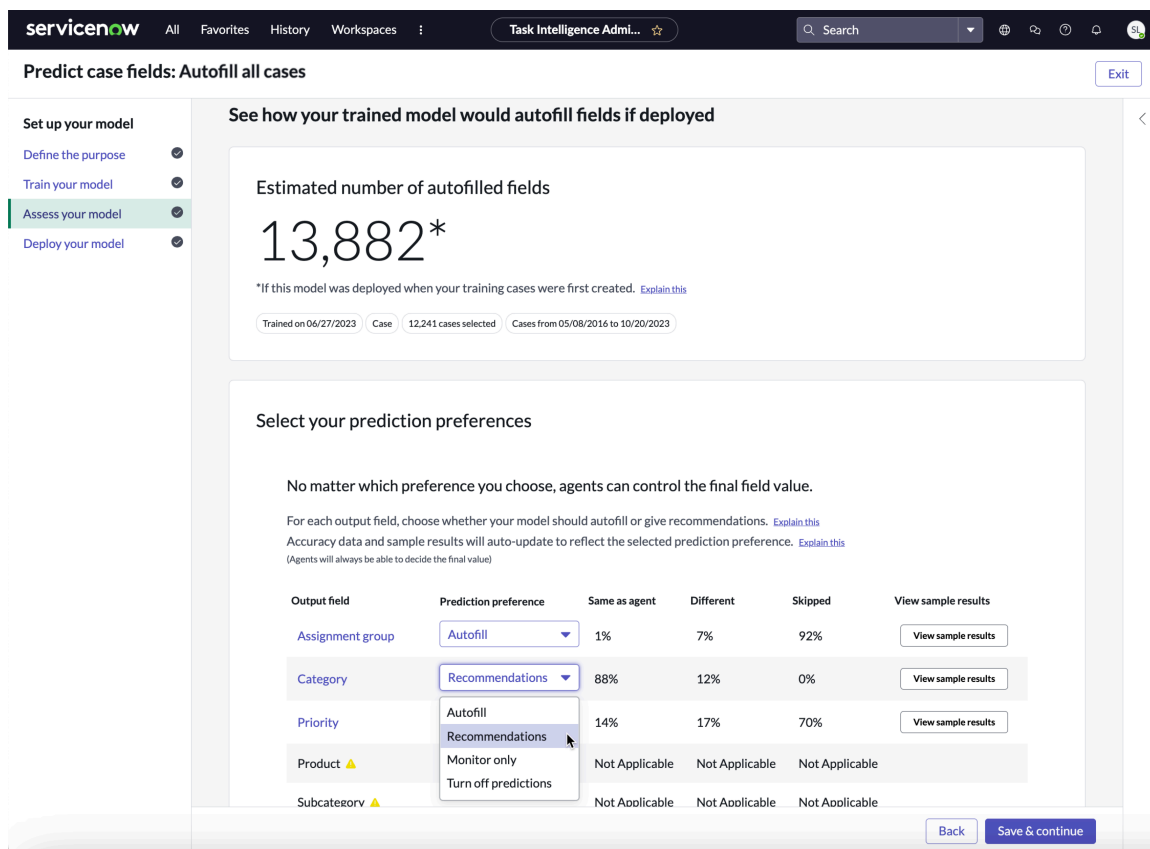 servicenow All Favorites History Workspaces Task Intelligence Admi... Search SL
Predict case fields: Autofill all cases Exit
Set up your model
Define the purpose
Train your model
Assess your model
Deploy your model
See how your trained model would autofill fields if deployed
Estimated number of autofilled fields
13,882*
*If this model was deployed when your training cases were first created. Explain this
Trained on 06/27/2023 Case 12,241 cases selected Cases from 05/08/2016 to 10/20/2023
Select your prediction preferences
No matter which preference you choose, agents can control the final field value.
For each output field, choose whether your model should autofill or give recommendations. Explain this
Accuracy data and sample results will auto-update to reflect the selected prediction preference. Explain this
(Agents will always be able to decide the final value)
Output field Prediction preference Same as agent Different Skipped View sample results
Assignment group Autofill 1% 7% 92% View sample results
Category Recommendations 88% 12% 0% View sample results
Autofill
Recommendations
Monitor only
Turn off predictions
Priority 14% 17% 70% View sample results
Product Not Applicable Not Applicable Not Applicable
Subcategory Not Applicable Not Applicable Not Applicable
Back Save & continue